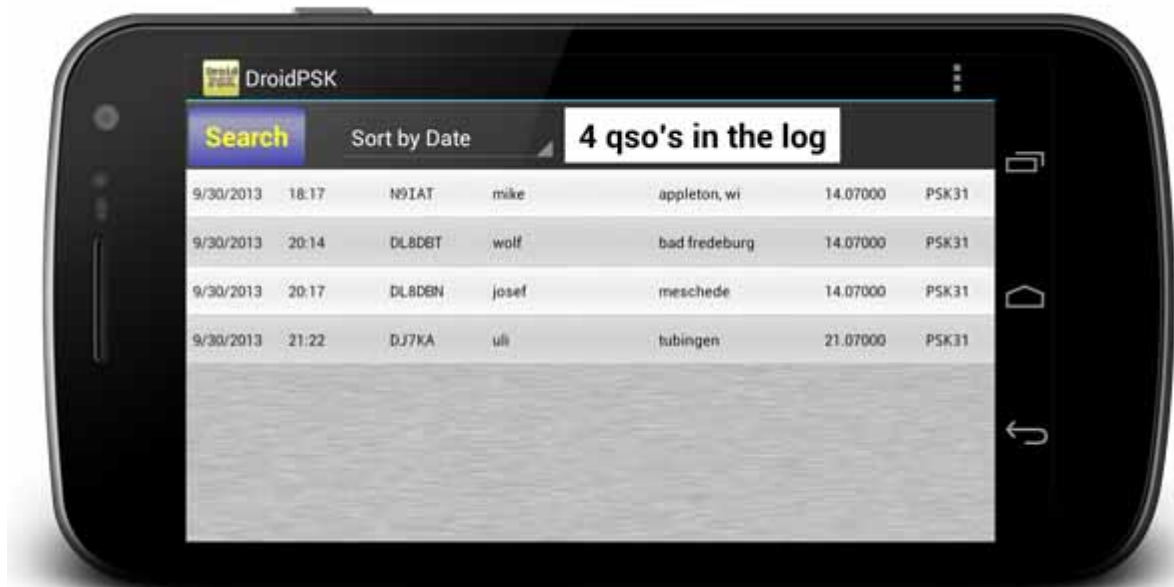 DroidPSK
Search Sort by Date 4 qso's in the log
9/30/2013 18:17 N9IAT mike appleton, wi 14.07000 PSK31
9/30/2013 20:14 DL8DBT wolf bad fredeburg 14.07000 PSK31
9/30/2013 20:17 DL8DBN josef meschede 14.07000 PSK31
9/30/2013 21:22 DJ7KA uli tubingen 21.07000 PSK31